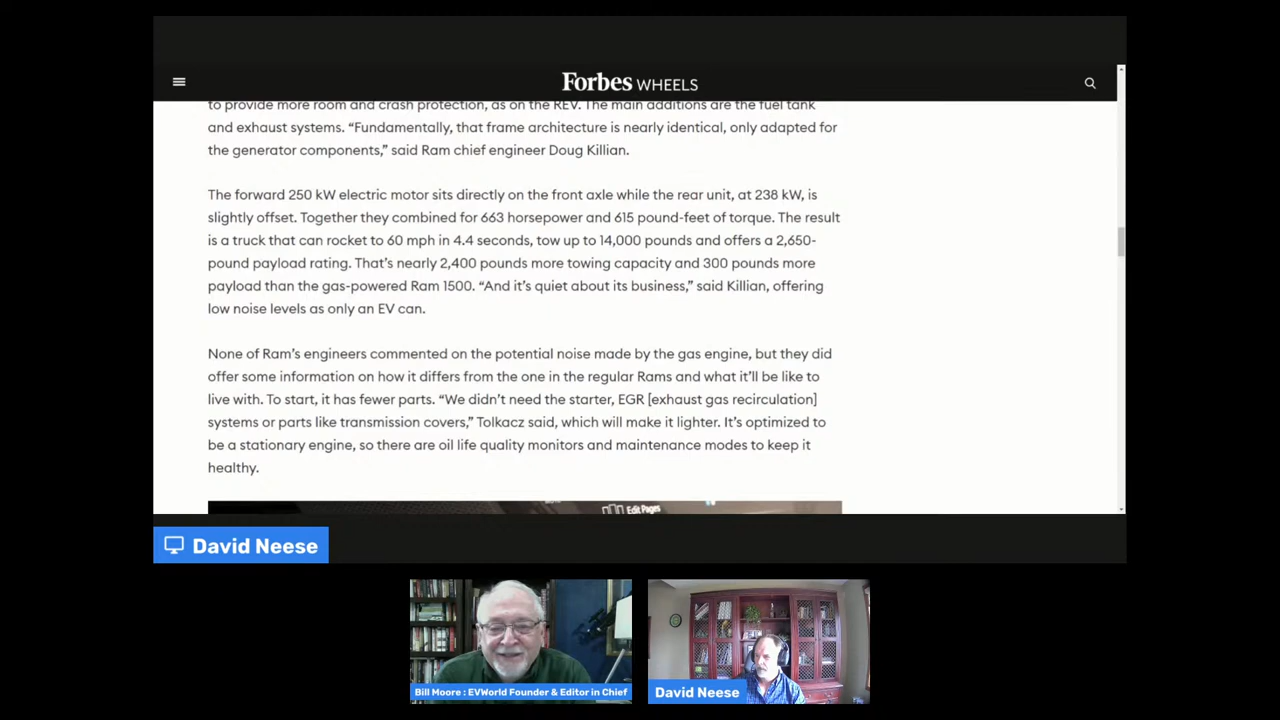 Forbes WHEELS
to provide more room and crash protection, as on the REV. The main additions are the fuel tank
and exhaust systems. “Fundamentally, that frame architecture is nearly identical, only adapted for
the generator components,” said Ram chief engineer Doug Killian.
The forward 250 kW electric motor sits directly on the front axle while the rear unit, at 238 kW, is
slightly offset. Together they combined for 663 horsepower and 615 pound-feet of torque. The result
is a truck that can rocket to 60 mph in 4.4 seconds, tow up to 14,000 pounds and offers a 2,650-
pound payload rating. That’s nearly 2,400 pounds more towing capacity and 300 pounds more
payload than the gas-powered Ram 1500. “And it’s quiet about its business,” said Killian, offering
low noise levels as only an EV can.
None of Ram’s engineers commented on the potential noise made by the gas engine, but they did
offer some information on how it differs from the one in the regular Rams and what it’ll be like to
live with. To start, it has fewer parts. “We didn’t need the starter, EGR [exhaust gas recirculation]
systems or parts like transmission covers,” Tolkacz said, which will make it lighter. It’s optimized to
be a stationary engine, so there are oil life quality monitors and maintenance modes to keep it
healthy.
Edit Pages
David Neese
Bill Moore : EVWorld Founder & Editor in Chief
David Neese